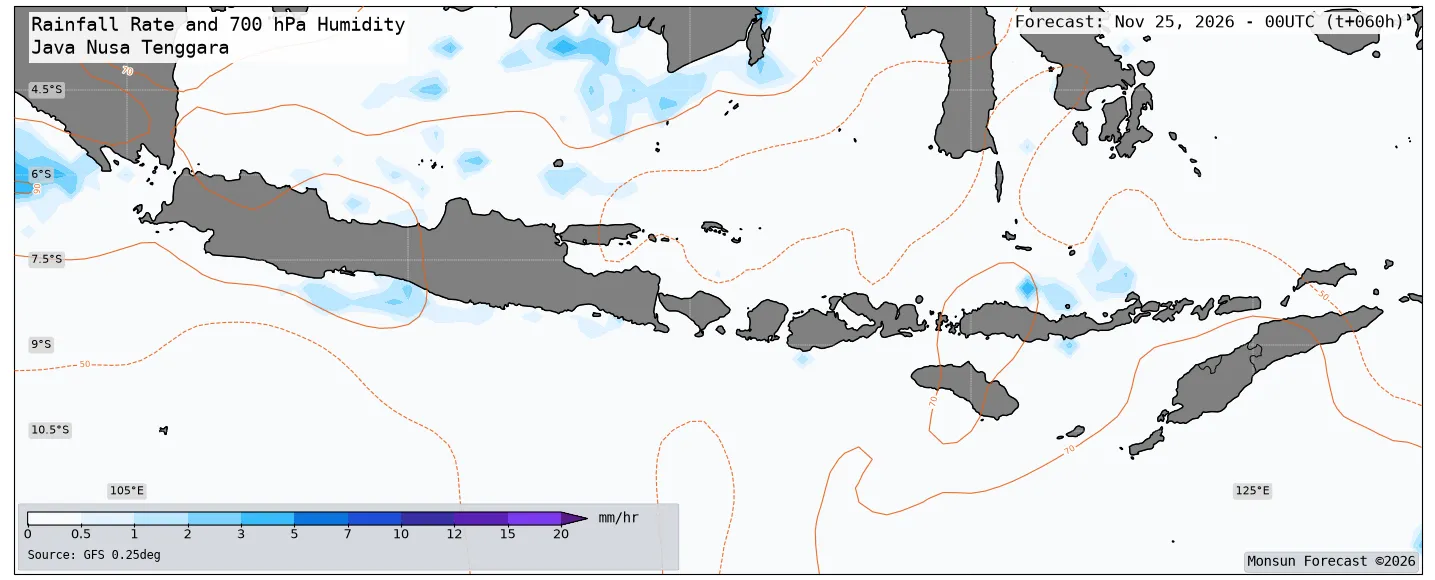 Rainfall Rate and 700 hPa Humidity
Java Nusa Tenggara
Forecast: Nov 25, 2026 - 00UTC (t+060h)
70
70
4.5°S
6°S
90
7.5°S
50
9°S
50
70
70
10.5°S
105°E
125°E
0 0.5 1 2 3 5 7 10 12 15 20
mm/hr
Source: GFS 0.25deg
Monsun Forecast ©2026